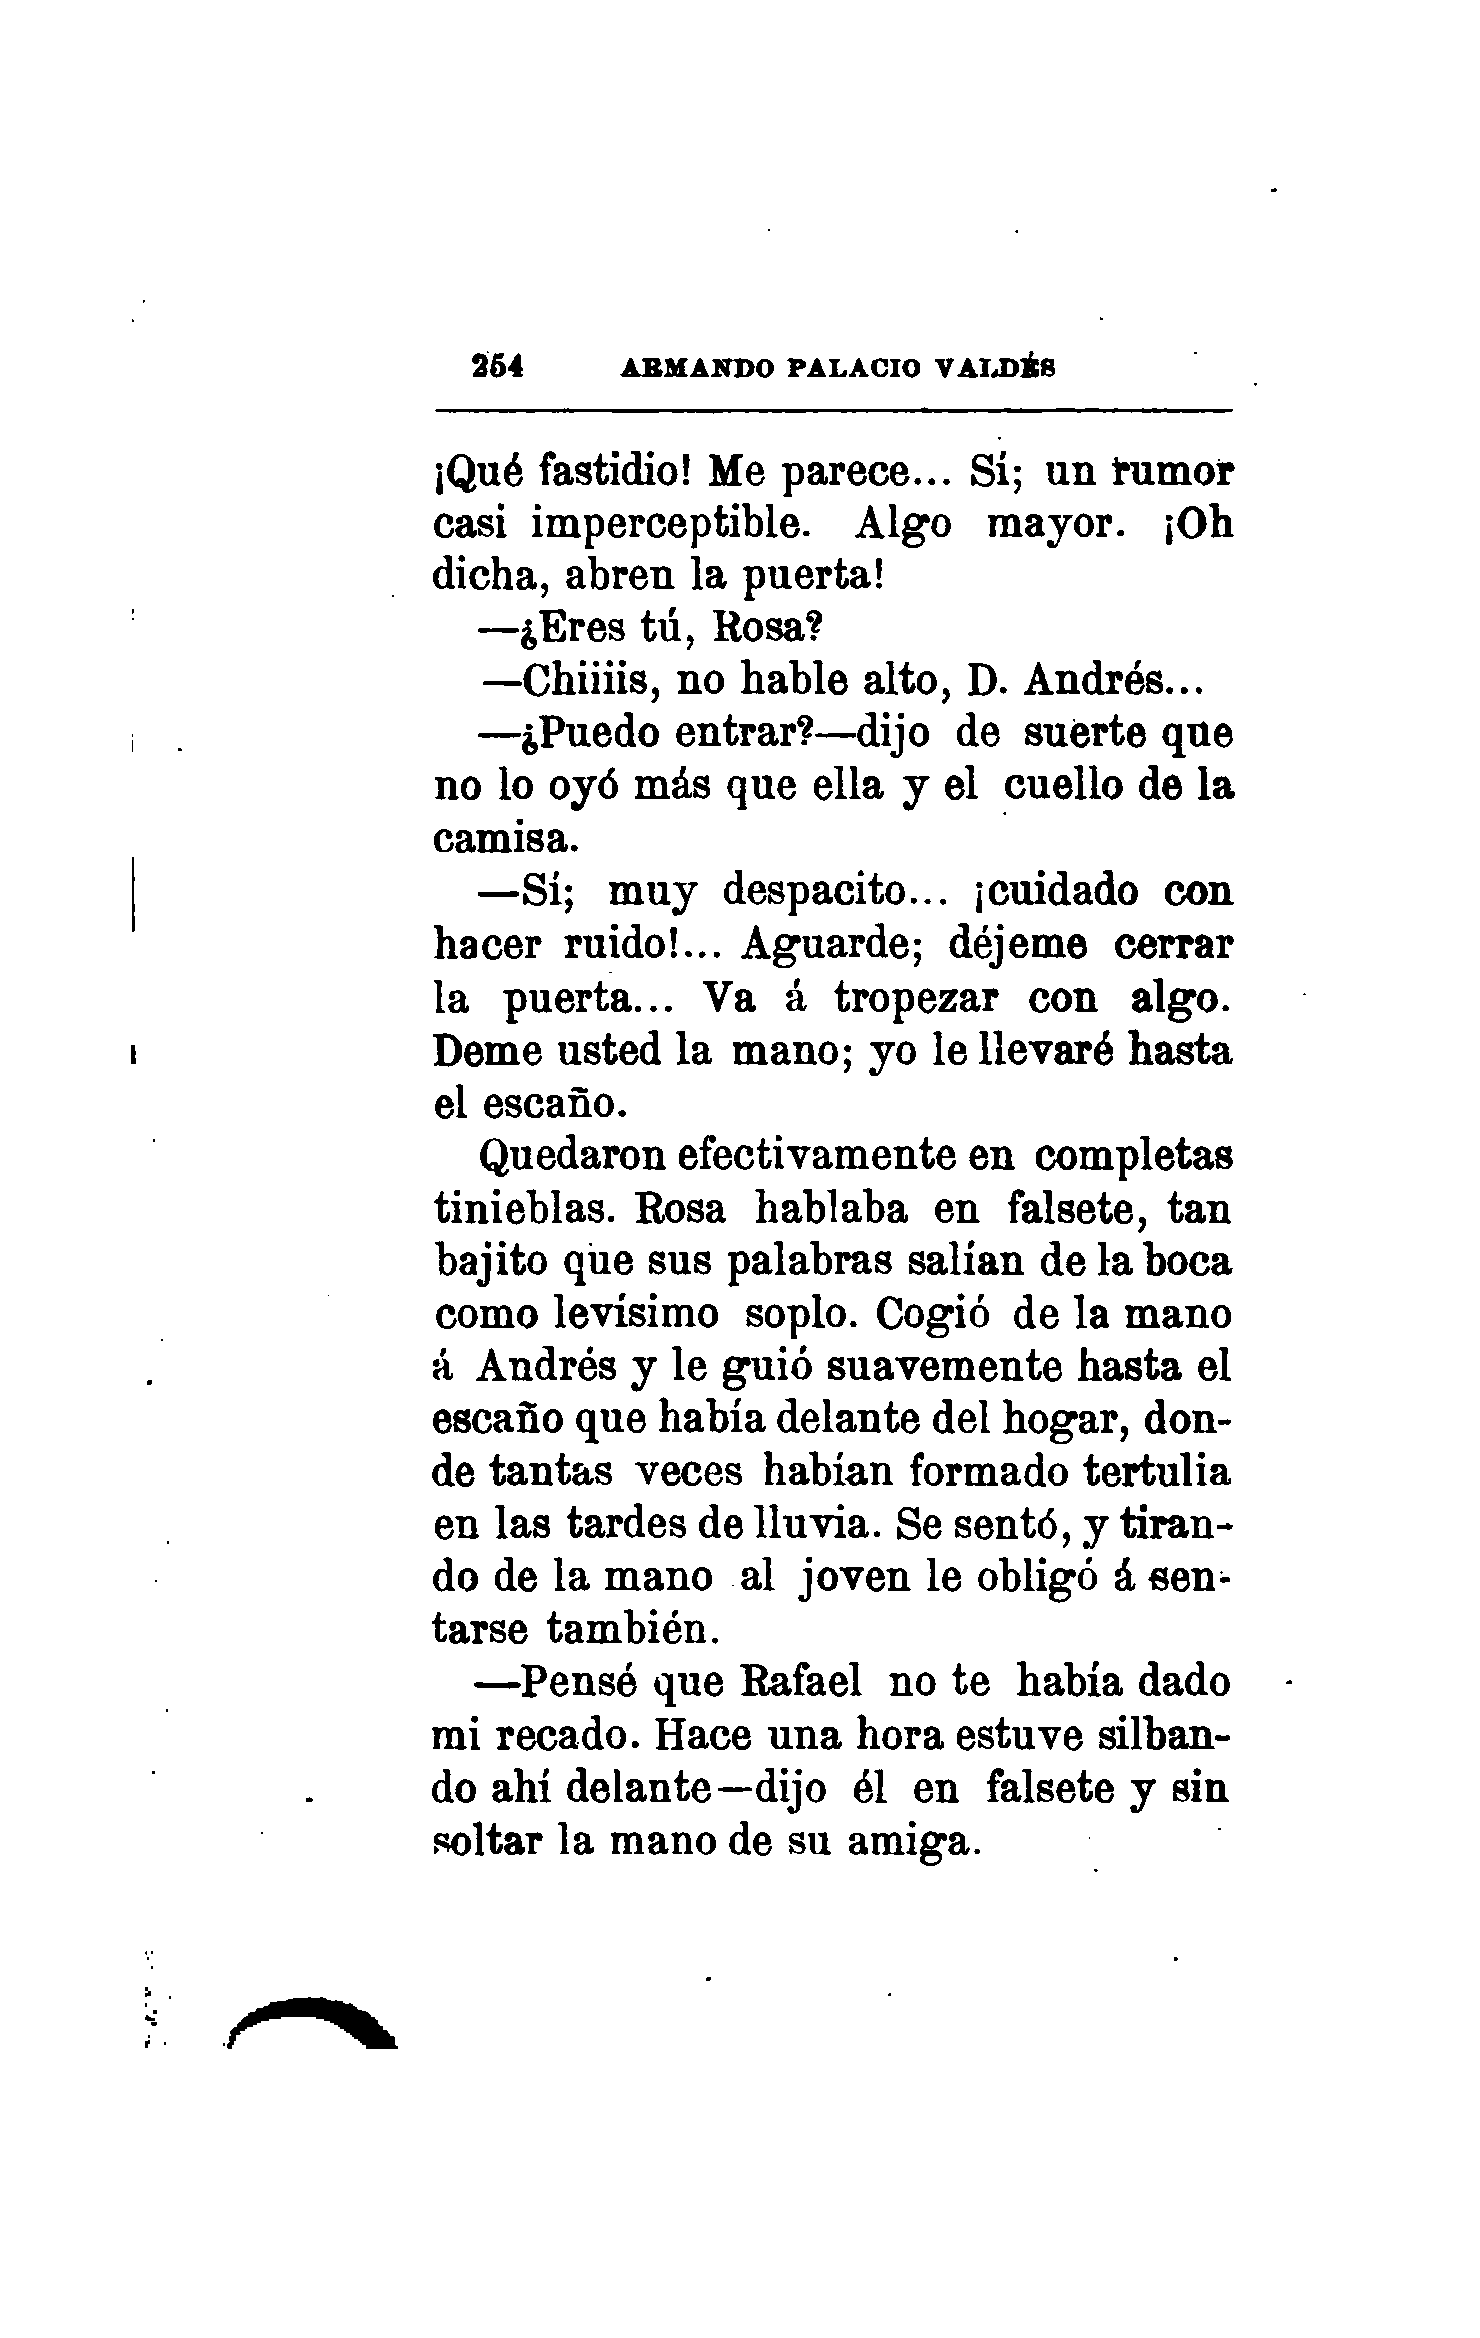 254 ARMANDO PALACIO VALDÉS
¡Qué fastidio! Me parece... Sí; un rumor
casi imperceptible. Algo mayor. ¡Oh
dicha, abren la puerta!
—¿Eres tú, Rosa?
—Chiiiis, no hable alto, D. Andrés...
—¿Puedo entrar?—dijo de suerte que
no lo oyó más que ella y el cuello de la
camisa.
—Sí; muy despacito... ¡cuidado con
hacer ruido!... Aguarde; déjeme cerrar
la puerta... Va á tropezar con algo.
Deme usted la mano; yo le llevaré hasta
el escaño.
Quedaron efectivamente en completas
tinieblas. Rosa hablaba en falsete, tan
bajito que sus palabras salían de la boca
como levísimo soplo. Cogió de la mano
á Andrés y le guió suavemente hasta el
escaño que había delante del hogar, don-
de tantas veces habían formado tertulia
en las tardes de lluvia. Se sentó, y tiran-
do de la mano al joven le obligó á sen-
tarse también.
—Pensé que Rafael no te había dado
mi recado. Hace una hora estuve silban-
do ahí delante—dijo él en falsete y sin
soltar la mano de su amiga.